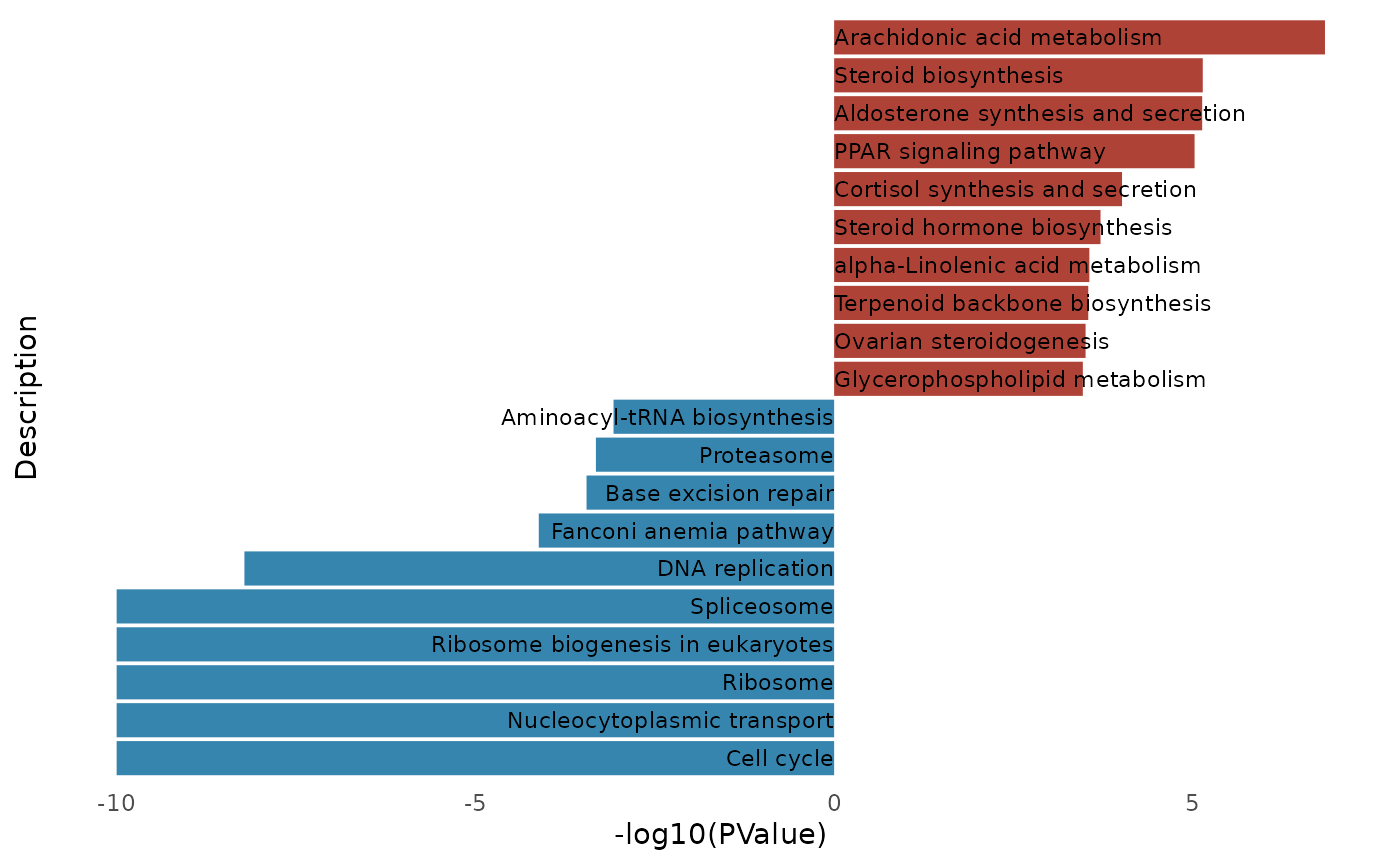 Arachidonic acid metabolism
Steroid biosynthesis
Aldosterone synthesis and secretion
PPAR signaling pathway
Cortisol synthesis and secretion
Steroid hormone biosynthesis
alpha-Linolenic acid metabolism
Terpenoid backbone biosynthesis
Ovarian steroidogenesis
Glycerophospholipid metabolism
Aminoacyl-tRNA biosynthesis
Proteasome
Base excision repair
Fanconi anemia pathway
DNA replication
Spliceosome
Ribosome biogenesis in eukaryotes
Ribosome
Nucleocytoplasmic transport
Cell cycle
Description
-10 -5 0 5
-log10(PValue)